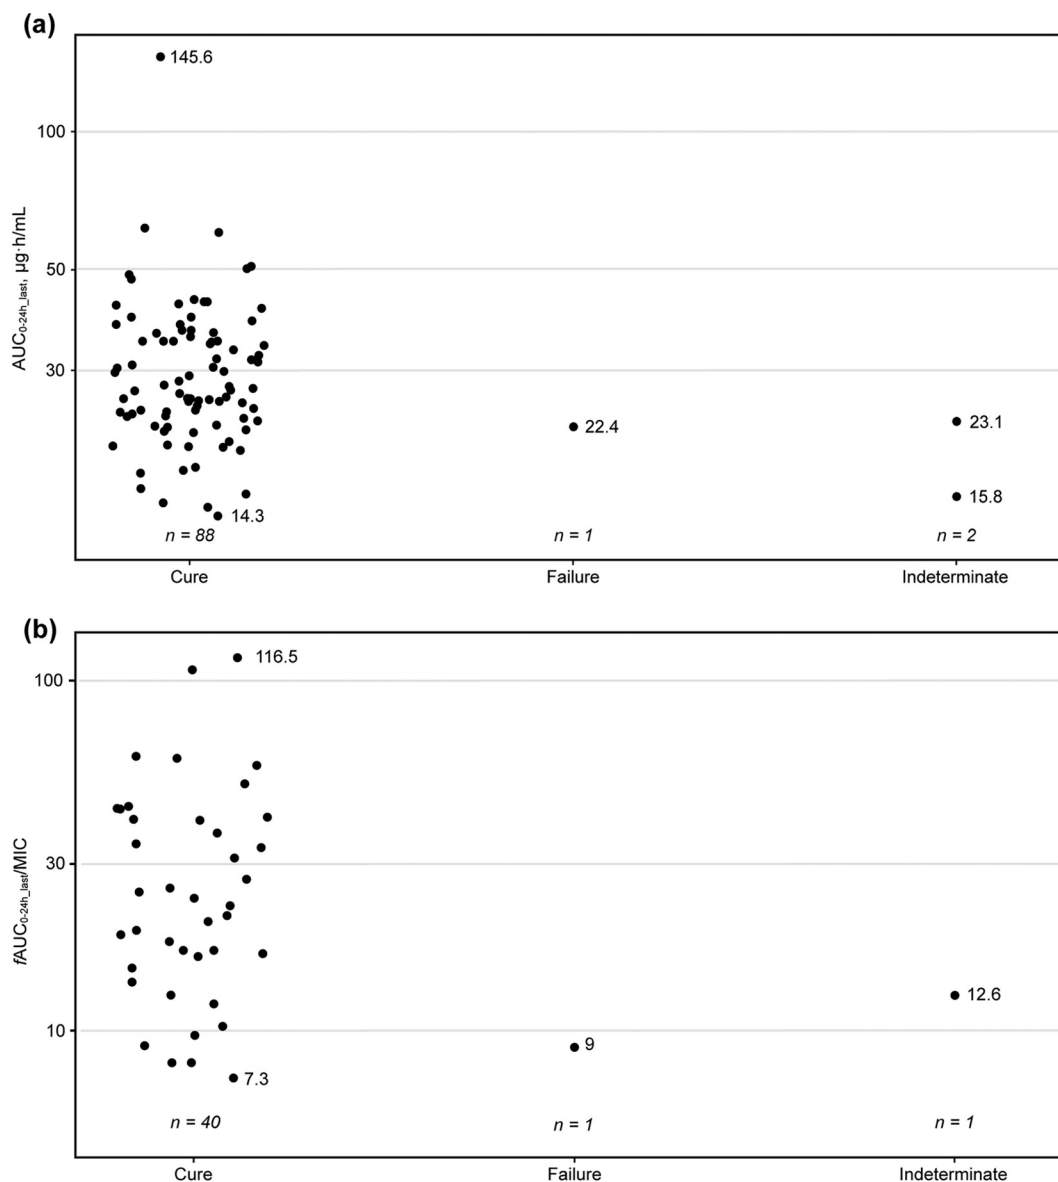 (a)
145.6
100
50
30
AUC0-24h_last, µg·h/mL
22.4
23.1
15.8
14.3
n = 88
n = 1
n = 2
Cure
Failure
Indeterminate
(b)
116.5
100
30
fAUC0-24h_last/MIC
12.6
10
9
7.3
n = 40
n = 1
n = 1
Cure
Failure
Indeterminate